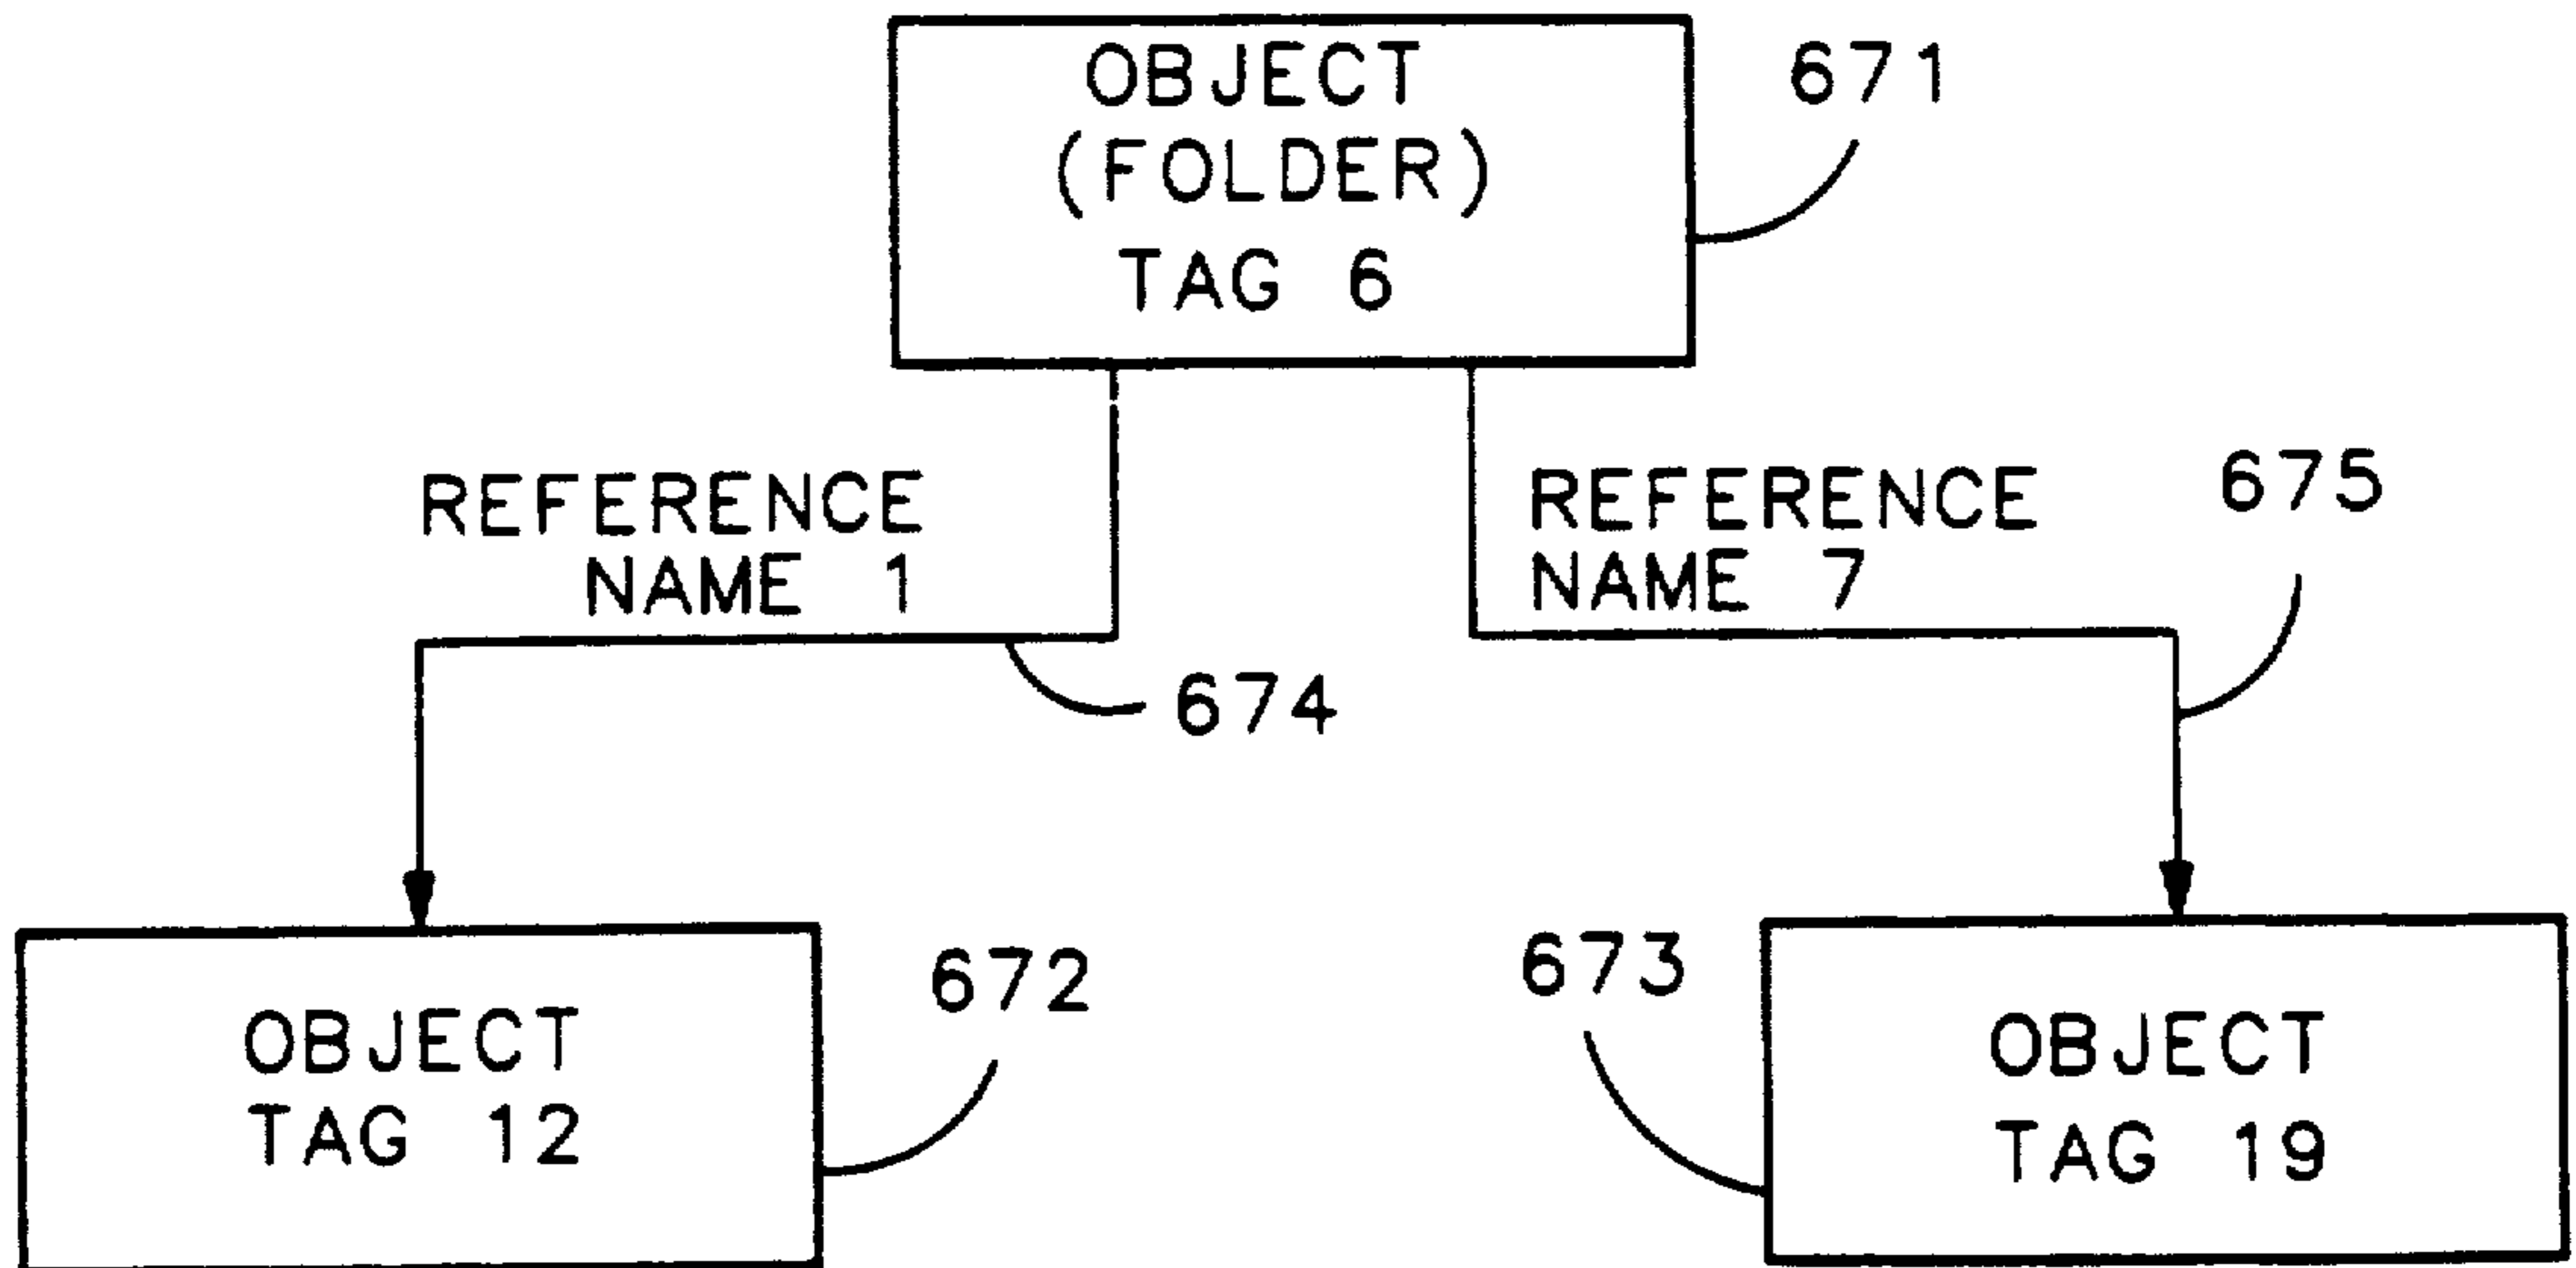 OBJECT
(FOLDER)
TAG 6
671
REFERENCE
NAME 1
REFERENCE
NAME 7
675
674
OBJECT
TAG 12
672
673
OBJECT
TAG 19